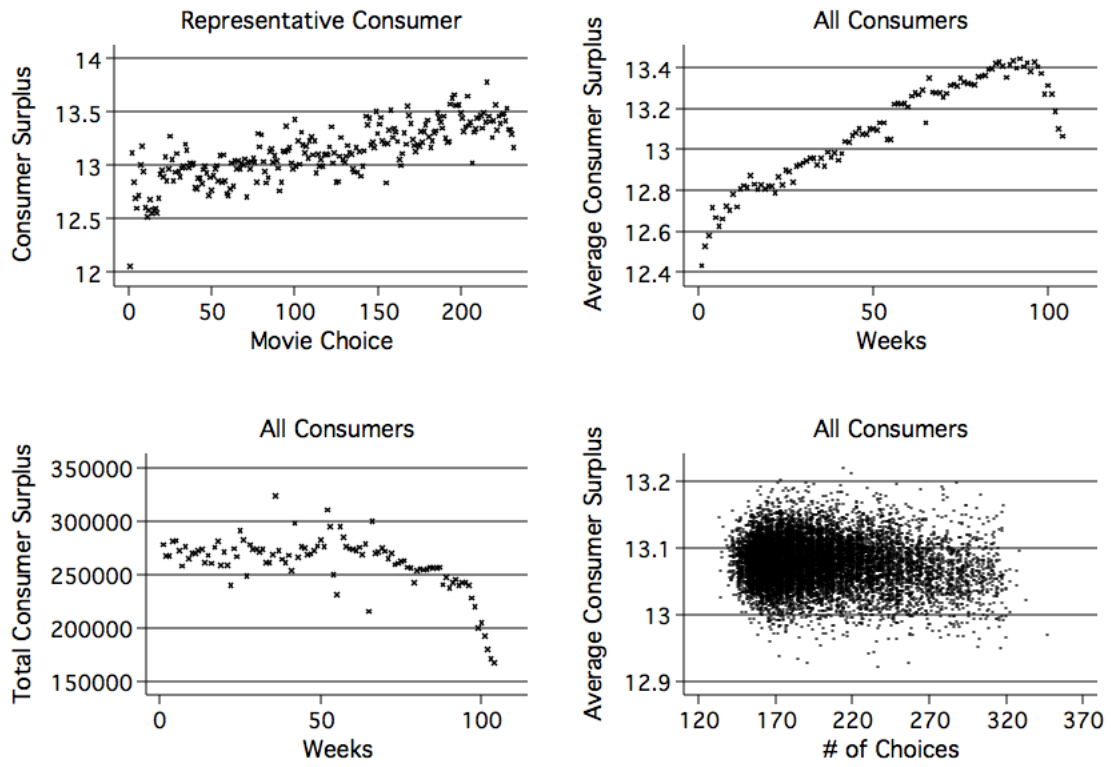 Representative Consumer
Consumer Surplus
14
13.5
13
12.5
12
0 50 100 150 200
Movie Choice
All Consumers
Average Consumer Surplus
13.4
13.2
13
12.8
12.6
12.4
0 50 100
Weeks
All Consumers
Total Consumer Surplus
350000
300000
250000
200000
150000
0 50 100
Weeks
All Consumers
Average Consumer Surplus
13.2
13.1
13
12.9
120 170 220 270 320 370
# of Choices